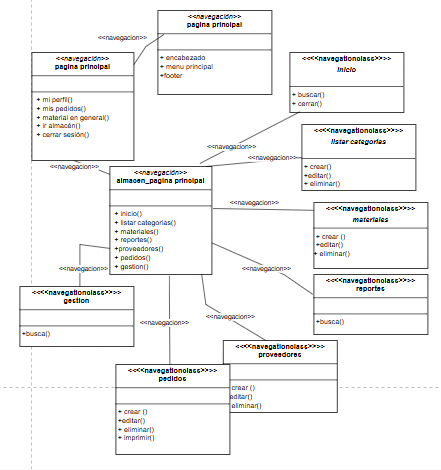 <<navegación>>
pagina principal
+ encabezado
+ menu principal
+footer
<<navegacion>>
<<navegación>>
pagina principal
+ mi perfil()
+ mis pedidos()
+ material en general()
+ ir almacén()
+ cerrar sesión()
<<<navegationclass>>>
inicio
+ buscar()
+ cerrar()
<<navegacion>>
<<<navegationclass>>>
listar categorias
+ crear()
+editar()
+ eliminar()
<<navegacion>>
<<navegacion>>
<<navegación>>
almacen_pagina principal
+ inicio()
+ listar categorias()
+ materiales()
+ reportes()
+proveedores()
+ pedidos()
+ gestion()
<<navegacion>>
<<<navegationclass>>>
materiales
+ crear ()
+editar()
+ eliminar()
<<navegacion>>
<<navegacion>>
<<<navegationclass>>>
gestion
+busca()
<<<navegationclass>>>
reportes
+busca()
<<navegacion>>
<<navegacion>>
<<<navegationclass>>>
proveedores
crear ()
editar()
eliminar()
<<<navegationclass>>>
pedidos
+ crear ()
+editar()
+ eliminar()
+ imprimir()